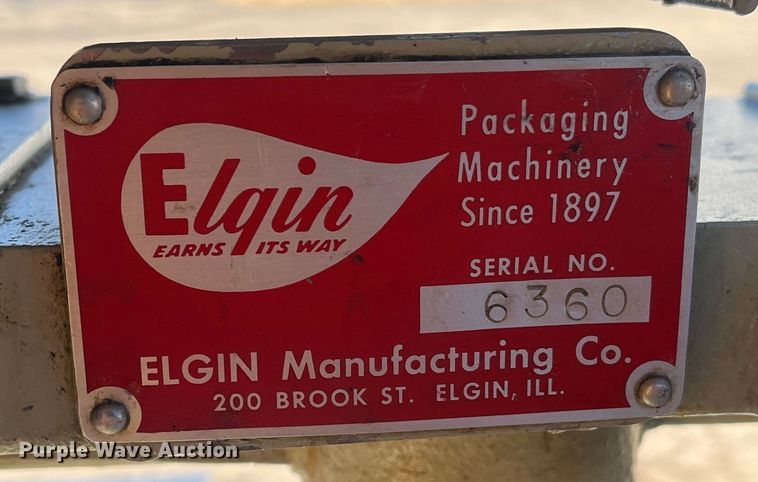 Elgin
EARNS ITS WAY
Packaging
Machinery
Since 1897
SERIAL NO.
6360
ELGIN Manufacturing Co.
200 BROOK ST. ELGIN, ILL.
Purple Wave Auction